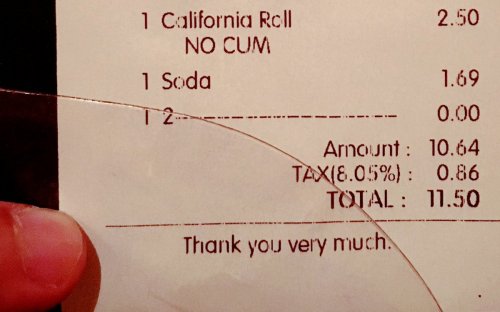 1 California Roll 2.50
NO CUM
1 Soda 1.69
1 2-------------------------- 0.00
Amount : 10.64
TAX(8.05%) : 0.86
TOTAL : 11.50
Thank you very much.